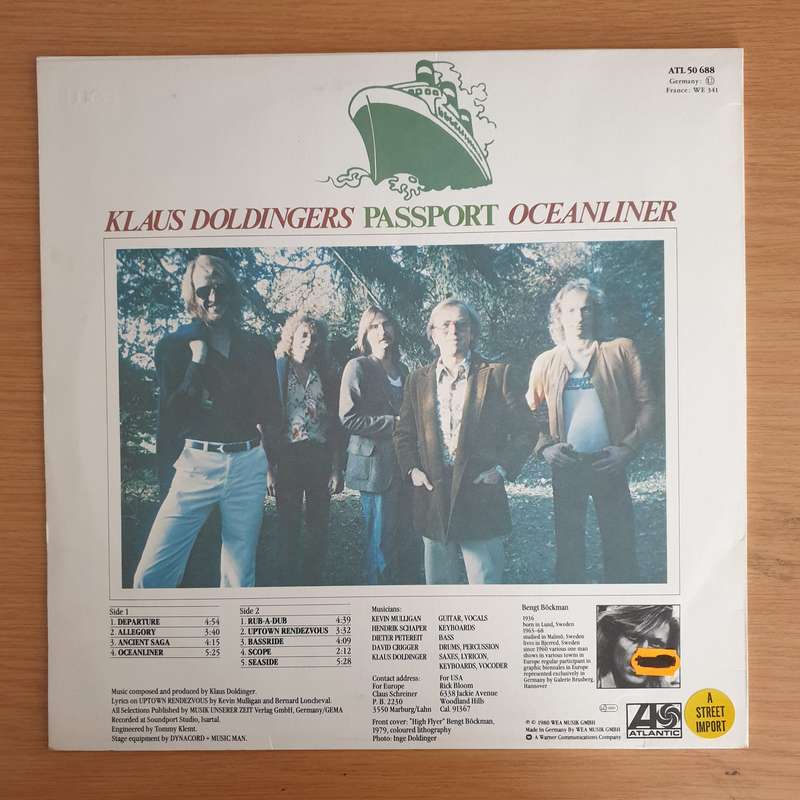 ATL 50 688
Germany: U
France: WE 341
KLAUS DOLDINGERS PASSPORT OCEANLINER
Side 1
1. DEPARTURE 4:54
2. ALLEGORY 3:40
3. ANCIENT SAGA 4:15
4. OCEANLINER 5:25
Side 2
1. RUB-A-DUB 4:39
2. UPTOWN RENDEZVOUS 3:32
3. BASSRIDE 4:09
4. SCOPE 2:12
5. SEASIDE 5:28
Music composed and produced by Klaus Doldinger.
Lyrics on UPTOWN RENDEZVOUS by Kevin Mulligan and Bernard Loncheval.
All Selections Published by MUSIK UNSERER ZEIT Verlag GmbH, Germany/GEMA
Recorded at Soundport Studio, Isartal.
Engineered by Tommy Klemt.
Stage equipment by DYNACORD + MUSIC MAN.
Musicians:
KEVIN MULLIGAN GUITAR, VOCALS
HENDRIK SCHAPER KEYBOARDS
DIETER PETEREIT BASS
DAVID CRIGGER DRUMS, PERCUSSION
KLAUS DOLDINGER SAXES, LYRICON,
KEYBOARDS, VOCODER
Contact address:
For Europe
Claus Schreiner
P. B. 2230
3550 Marburg/Lahn
For USA
Rick Bloom
6338 Jackie Avenue
Woodland Hills
Cal. 91367
Front cover: "High Flyer" Bengt Böckman,
1979, coloured lithography
Photo: Inge Doldinger
Bengt Böckman
1936
born in Lund, Sweden
1963-68
studied in Malmö, Sweden
lives in Bjerred, Sweden
since 1960 various one man
shows in various towns in
Europe regular participant in
graphic biennales in Europe
represented exclusively in
Germany by Galerie Brusberg,
Hannover
℗ © 1980 WEA MUSIK GMBH
Made in Germany By WEA MUSIK GMBH
A Warner Communications Company
ATLANTIC
A
STREET
IMPORT